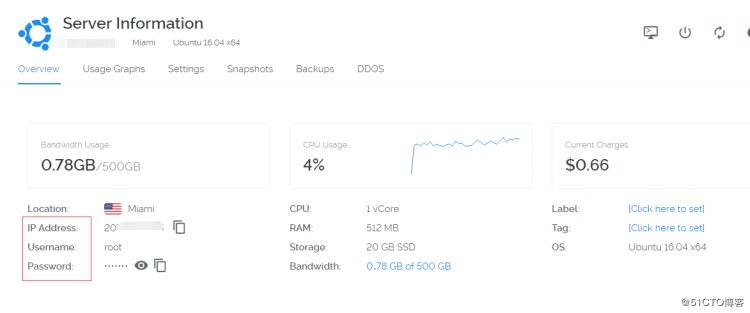 Server Information
Miami Ubuntu 16.04 x64
Overview Usage Graphs Settings Snapshots Backups DDOS
Bandwidth Usage
0.78GB/500GB
CPU Usage
4%
Current Charges
$0.66
Location: Miami
IP Address:
Username: root
Password: ·······
CPU: 1 vCore
RAM: 512 MB
Storage: 20 GB SSD
Bandwidth: 0.78 GB of 500 GB
Label: [Click here to set]
Tag: [Click here to set]
OS: Ubuntu 16.04 x64
@51CTO博客